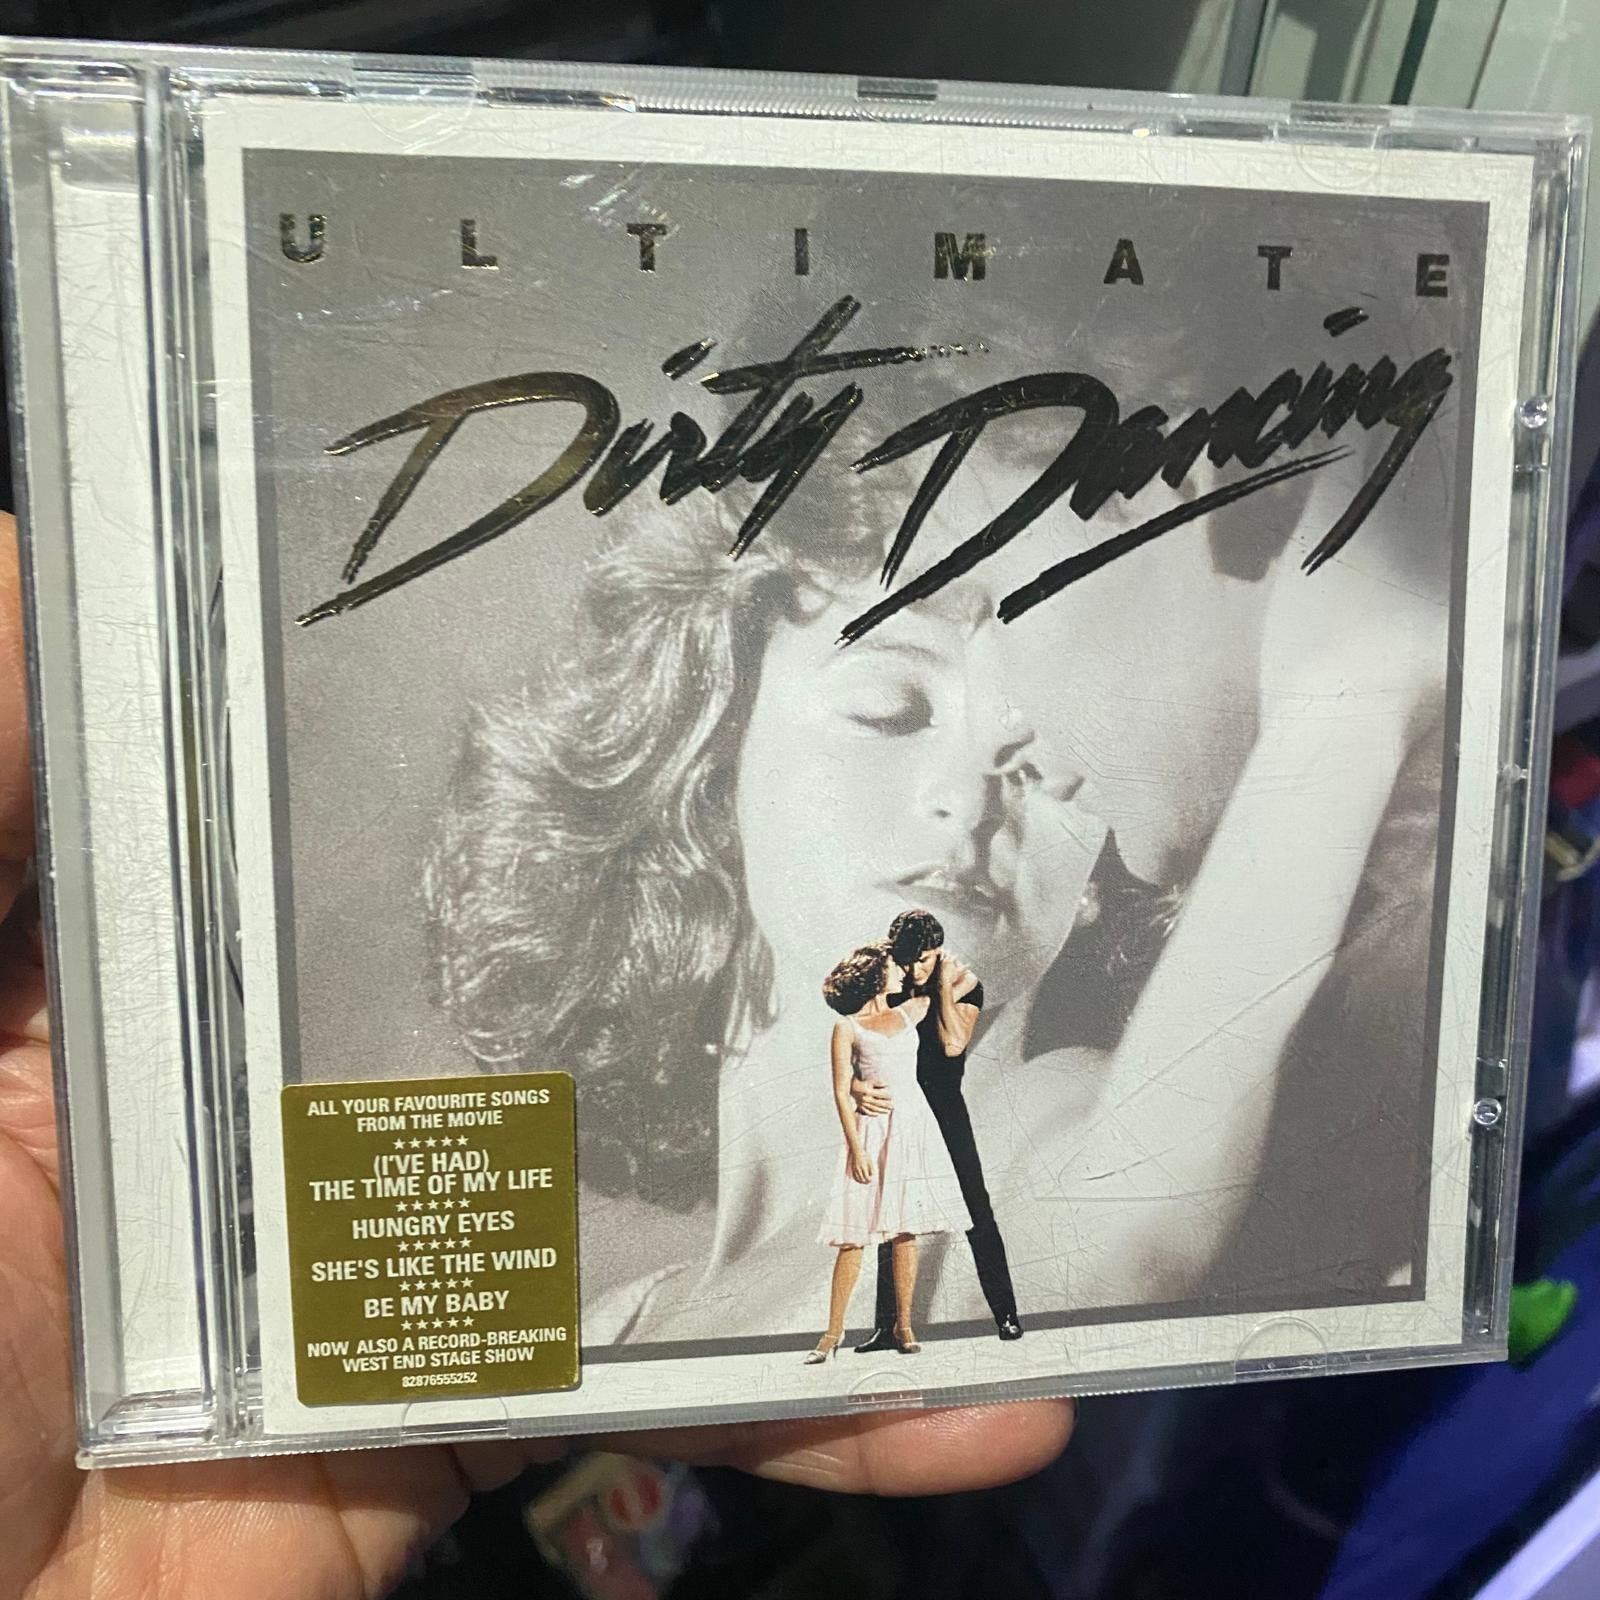 ULTIMATE
Dirty Dancing
ALL YOUR FAVOURITE SONGS
FROM THE MOVIE
★★★★★
(I'VE HAD)
THE TIME OF MY LIFE
★★★★★
HUNGRY EYES
★★★★★
SHE'S LIKE THE WIND
★★★★★
BE MY BABY
★★★★★
NOW ALSO A RECORD-BREAKING
WEST END STAGE SHOW
82876555252